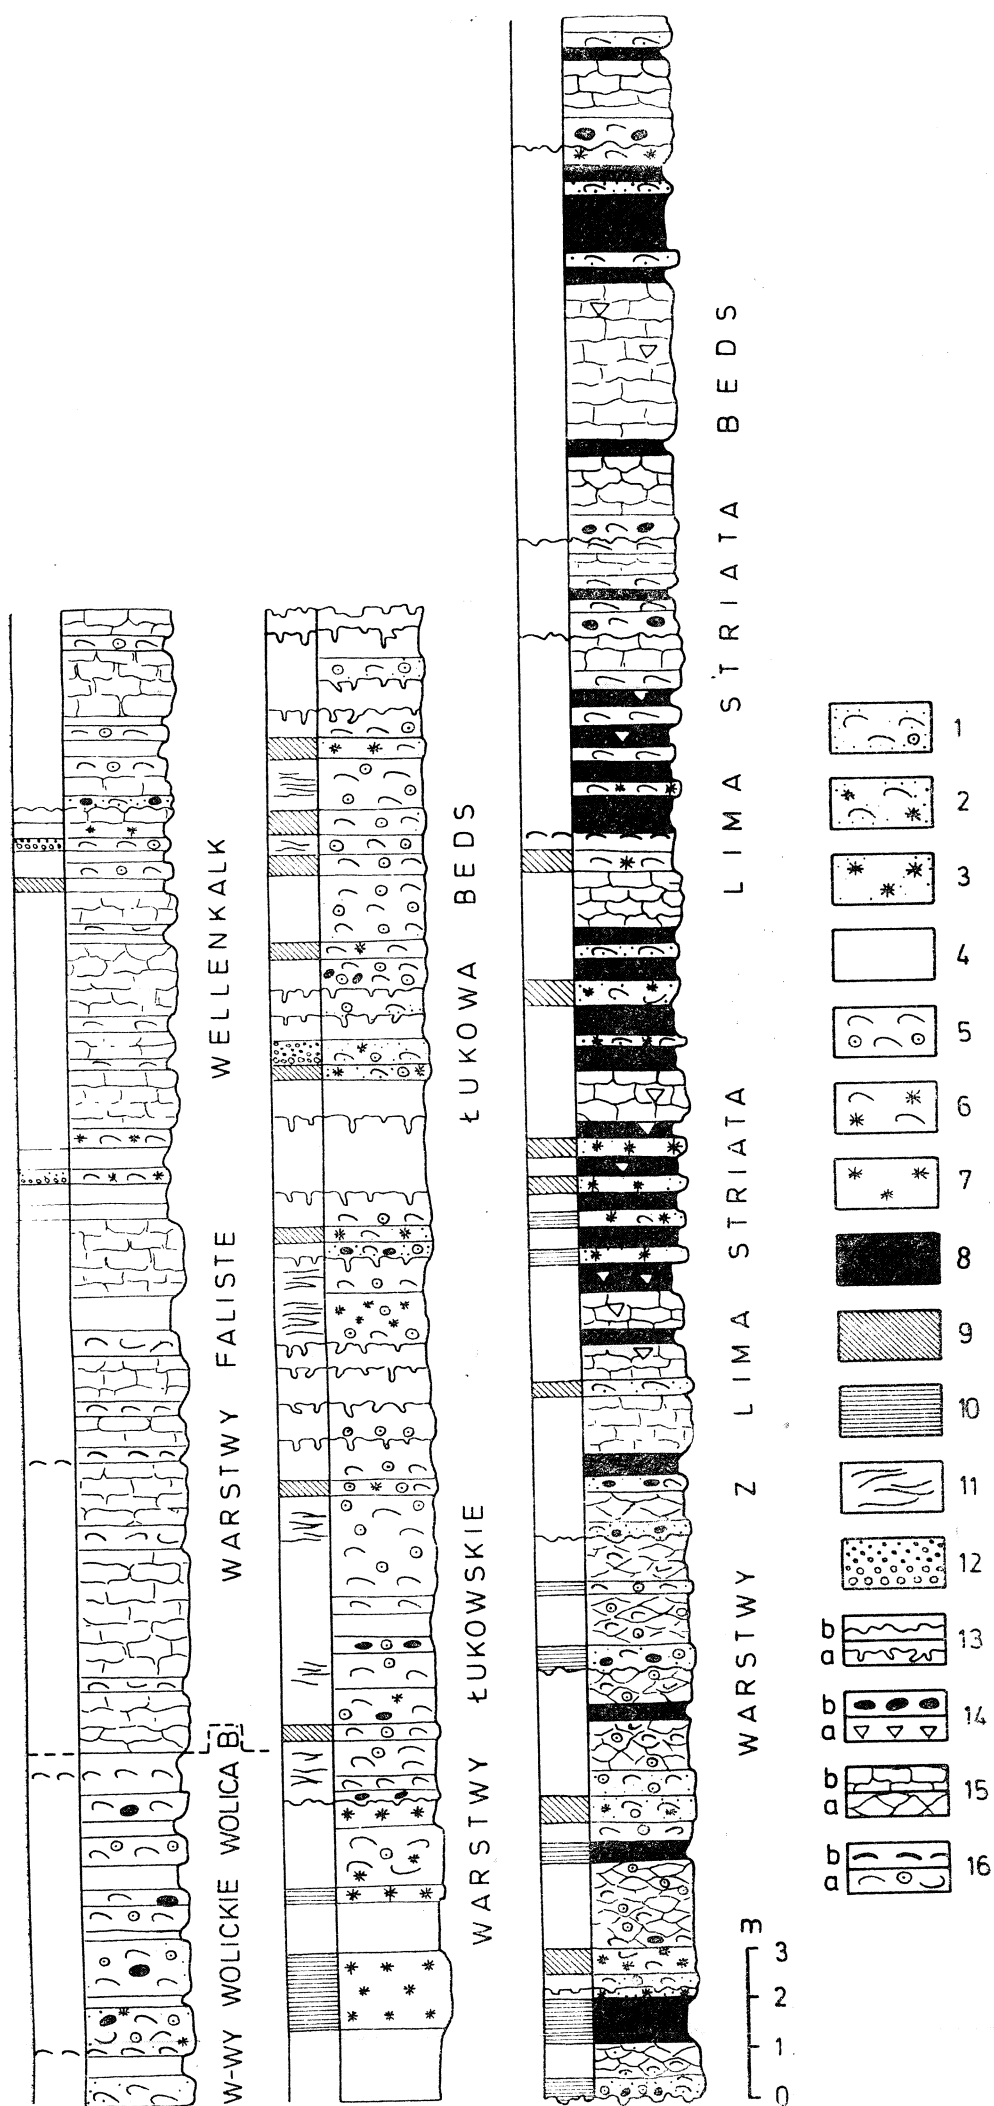 W-WY WOLICKIE WOLICA B.
WARSTWY FALISTE WELLENKALK
WARSTWY ŁUKOWSKIE ŁUKOWA BEDS
WARSTWY Z LIMA STRIATA LIMA STRIATA BEDS
1
2
3
4
5
6
7
8
9
10
11
12
b
a
13
b
a
14
b
a
15
b
a
16
m
3
2
1
0